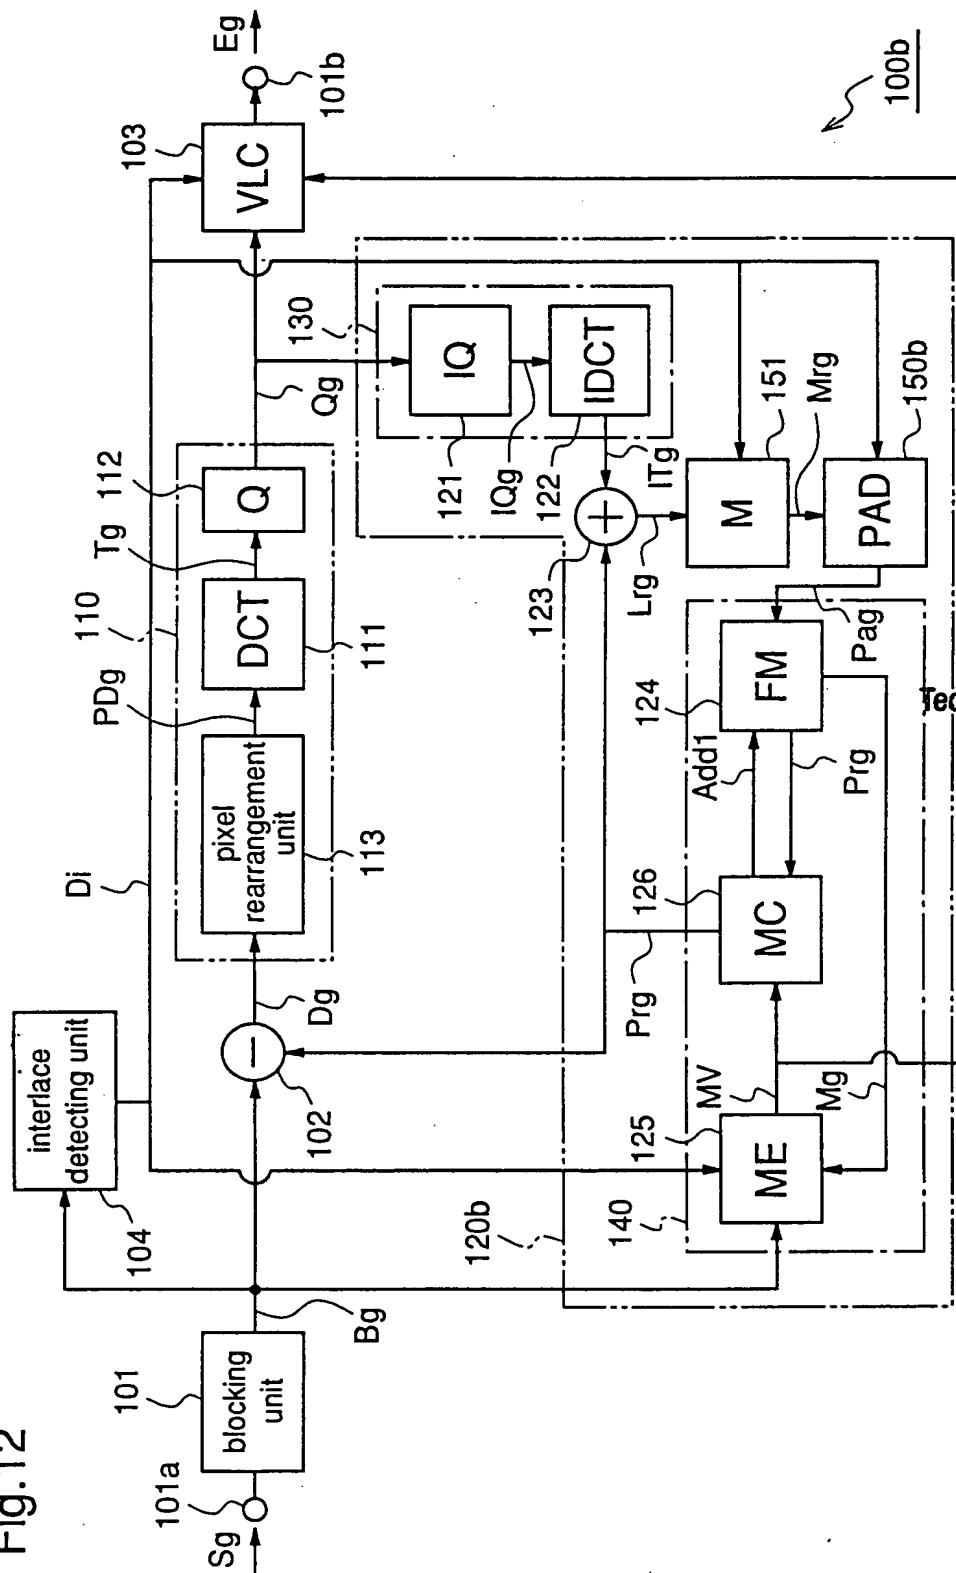 Fig.12
Sg
101a
101
blocking
unit
Bg
104
interlace
detecting unit
Di
102
Dg
110
113
pixel
rearrangement
unit
PDg
111
DCT
Tg
112
Q
Qg
103
VLC
101b
Eg
100b
130
121
IQ
IQg
122
IDCT
ITg
123
Lrg
151
M
Mrg
150b
PAD
Pag
120b
140
125
ME
MV
Mg
126
MC
Prg
Add1
Prg
124
FM